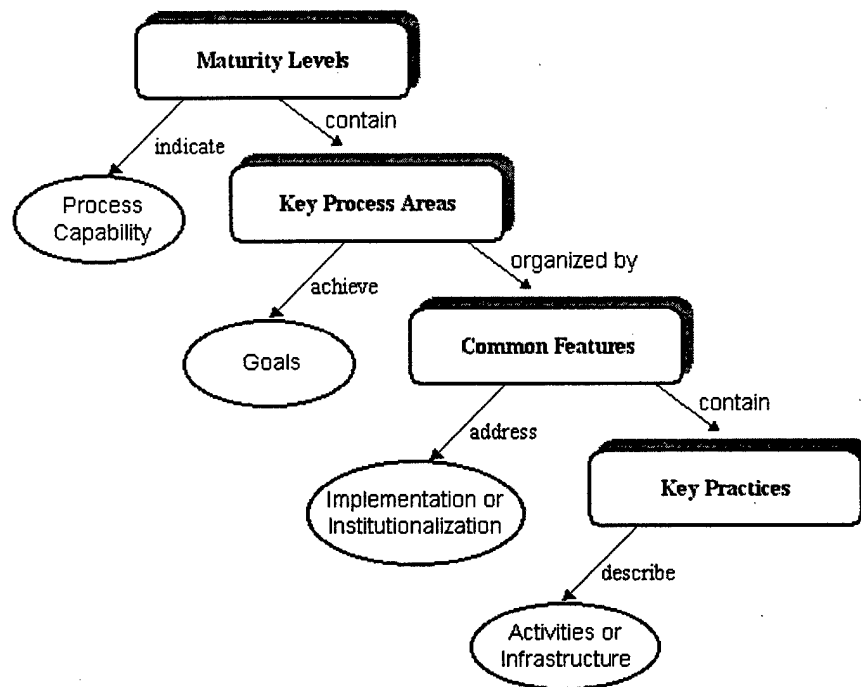 Maturity Levels
contain
indicate
Process
Capability
Key Process Areas
organized by
achieve
Goals
Common Features
contain
address
Implementation or
Institutionalization
Key Practices
describe
Activities or
Infrastructure